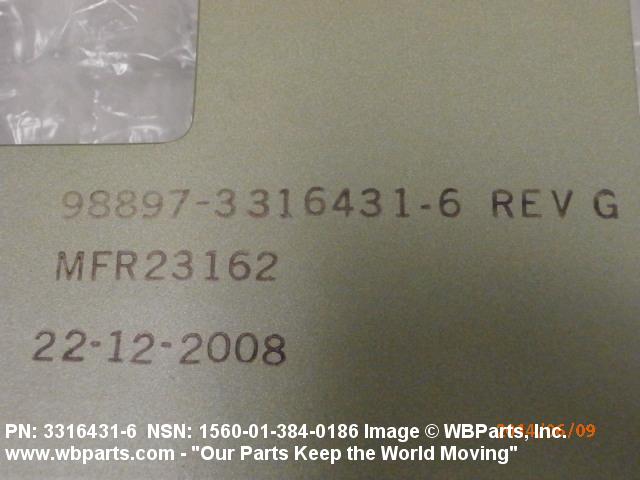 98897-3316431-6 REV G
MFR23162
22-12-2008
PN: 3316431-6 NSN: 1560-01-384-0186 Image © WBParts, Inc.
www.wbparts.com - "Our Parts Keep the World Moving"